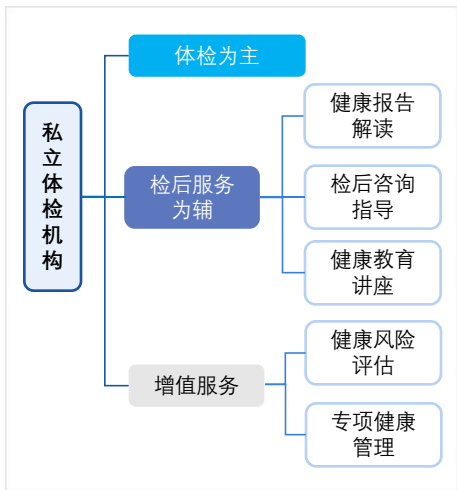 私立体检机构
体检为主
检后服务
为辅
健康报告
解读
检后咨询
指导
健康教育
讲座
增值服务
健康风险
评估
专项健康
管理